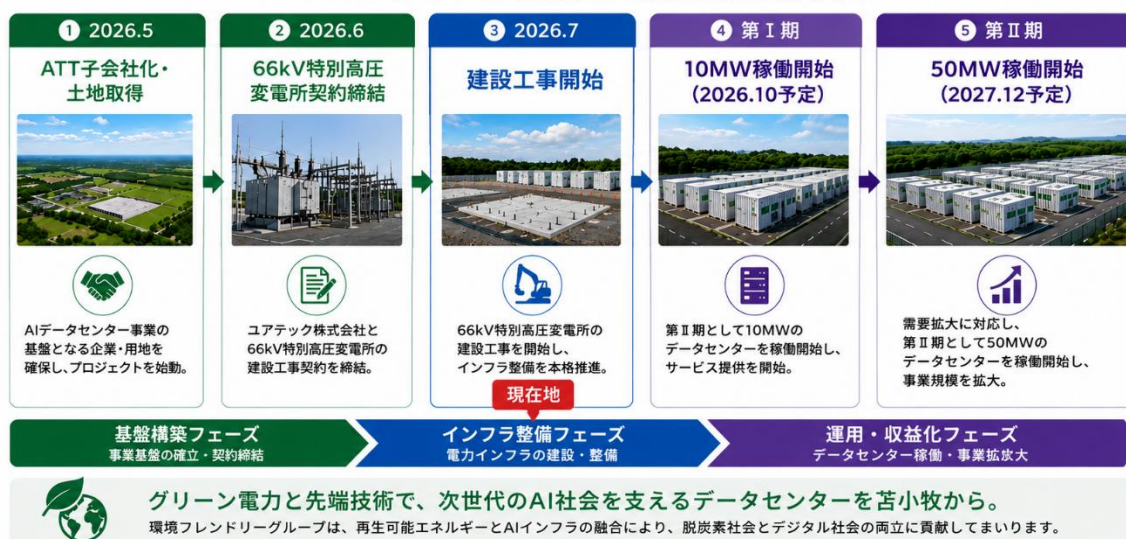 1 2026.5
ATT子会社化・
土地取得
AIデータセンター事業の
基盤となる企業・用地を
確保し、プロジェクトを始動。
2 2026.6
66kV特別高圧
変電所契約締結
ユアテック株式会社と
66kV特別高圧変電所の
建設工事契約を締結。
3 2026.7
建設工事開始
66kV特別高圧変電所の
建設工事を開始し、
インフラ整備を本格推進。
現在地
4 第Ⅰ期
10MW稼働開始
（2026.10予定）
第Ⅱ期として10MWの
データセンターを稼働開始し、
サービス提供を開始。
5 第Ⅱ期
50MW稼働開始
（2027.12予定）
需要拡大に対応し、
第Ⅱ期として50MWの
データセンターを稼働開始し、
事業規模を拡大。
基盤構築フェーズ
事業基盤の確立・契約締結
インフラ整備フェーズ
電力インフラの建設・整備
運用・収益化フェーズ
データセンター稼働・事業拡大
グリーン電力と先端技術で、次世代のAI社会を支えるデータセンターを苫小牧から。
環境フレンドリーグループは、再生可能エネルギーとAIインフラの融合により、脱炭素社会とデジタル社会の両立に貢献してまいります。